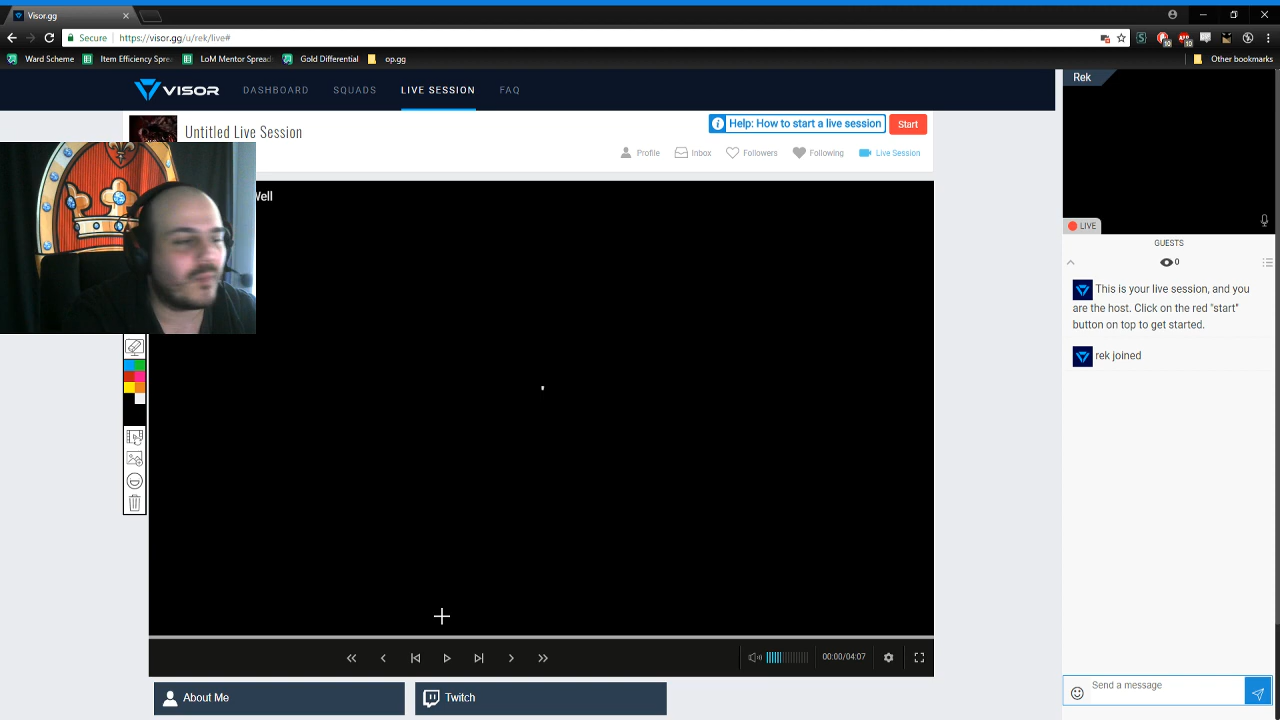 Visor.gg
Secure
https://visor.gg/u/rek/live#
Ward Scheme
Item Efficiency Spre
LoM Mentor Spread
Gold Differential
op.gg
Other bookmarks
VISOR
DASHBOARD
SQUADS
LIVE SESSION
FAQ
Rek
Untitled Live Session
Help: How to start a live session
Start
Profile
Inbox
Followers
Following
Live Session
Well
LIVE
GUESTS
0
This is your live session, and you
are the host. Click on the red "start"
button on top to get started.
rek joined
00:00/04:07
About Me
Twitch
Send a message